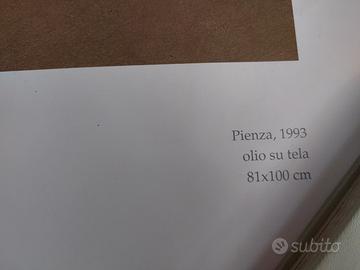 Pienza, 1993
olio su tela
81x100 cm
subito